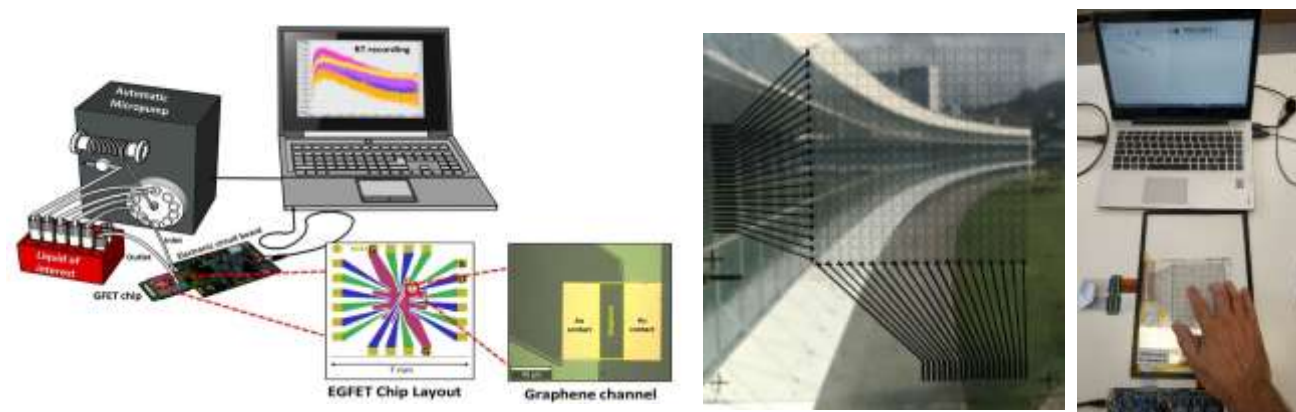 RT recording
Automatic
Micropump
Inlet
Outlet
Electronic circuit board
Liquid of
interest
GFET chip
Au
contact
Graphene
Au
contact
7 mm
EGFET Chip Layout
Graphene channel